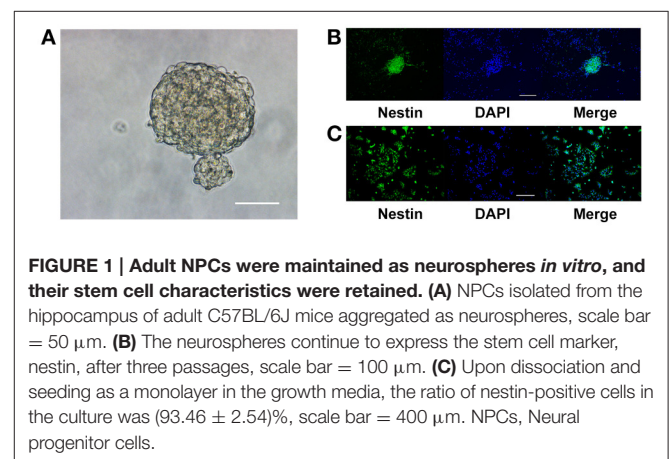 A
B
Nestin DAPI Merge
C
Nestin DAPI Merge
FIGURE 1 | Adult NPCs were maintained as neurospheres in vitro, and
their stem cell characteristics were retained. (A) NPCs isolated from the
hippocampus of adult C57BL/6J mice aggregated as neurospheres, scale bar
= 50 μm. (B) The neurospheres continue to express the stem cell marker,
nestin, after three passages, scale bar = 100 μm. (C) Upon dissociation and
seeding as a monolayer in the growth media, the ratio of nestin-positive cells in
the culture was (93.46 ± 2.54)%, scale bar = 400 μm. NPCs, Neural
progenitor cells.